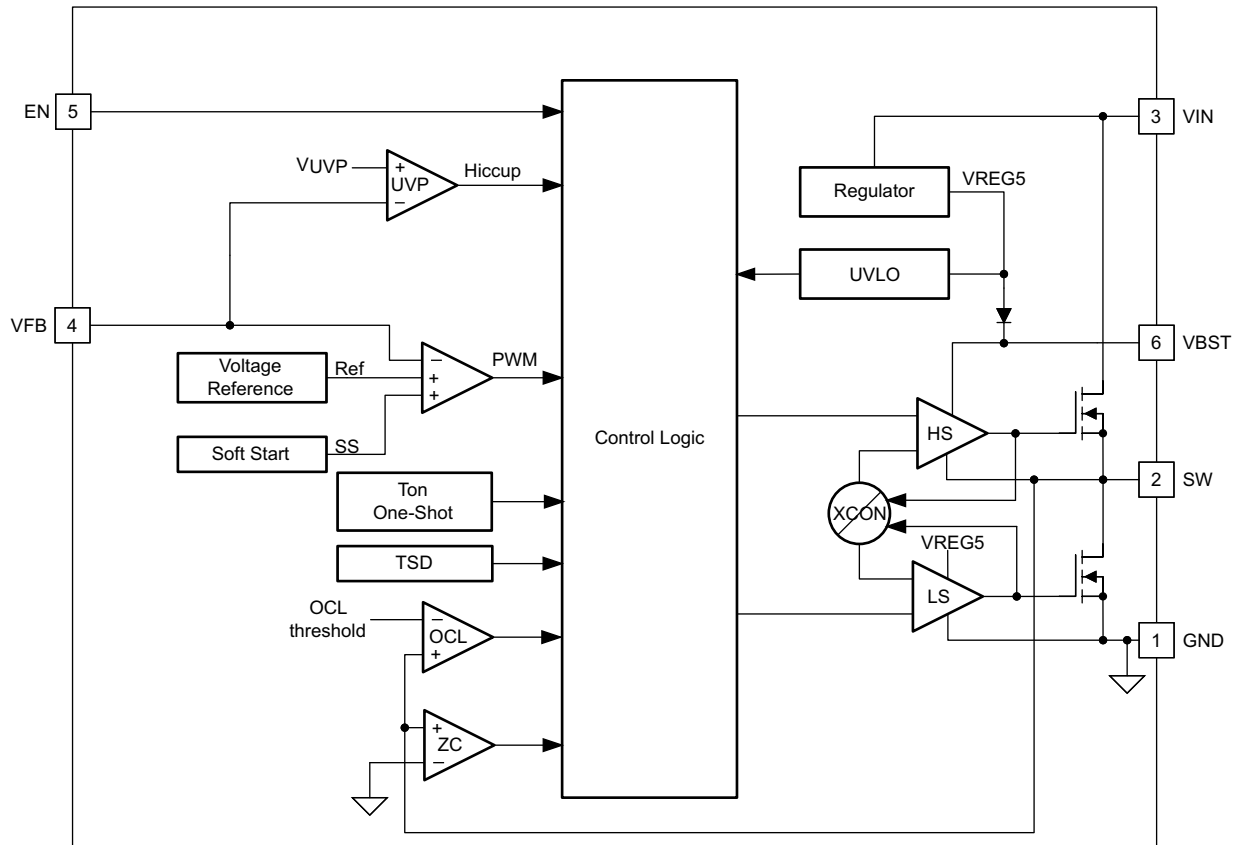 EN
5
VUVP
+
UVP
−
Hiccup
VFB
4
Voltage
Reference
Ref
−
+
+
PWM
Soft Start
SS
Ton
One-Shot
TSD
OCL
threshold
−
OCL
+
+
ZC
−
Control Logic
3
VIN
Regulator
VREG5
UVLO
6
VBST
HS
2
SW
XCON
VREG5
LS
1
GND